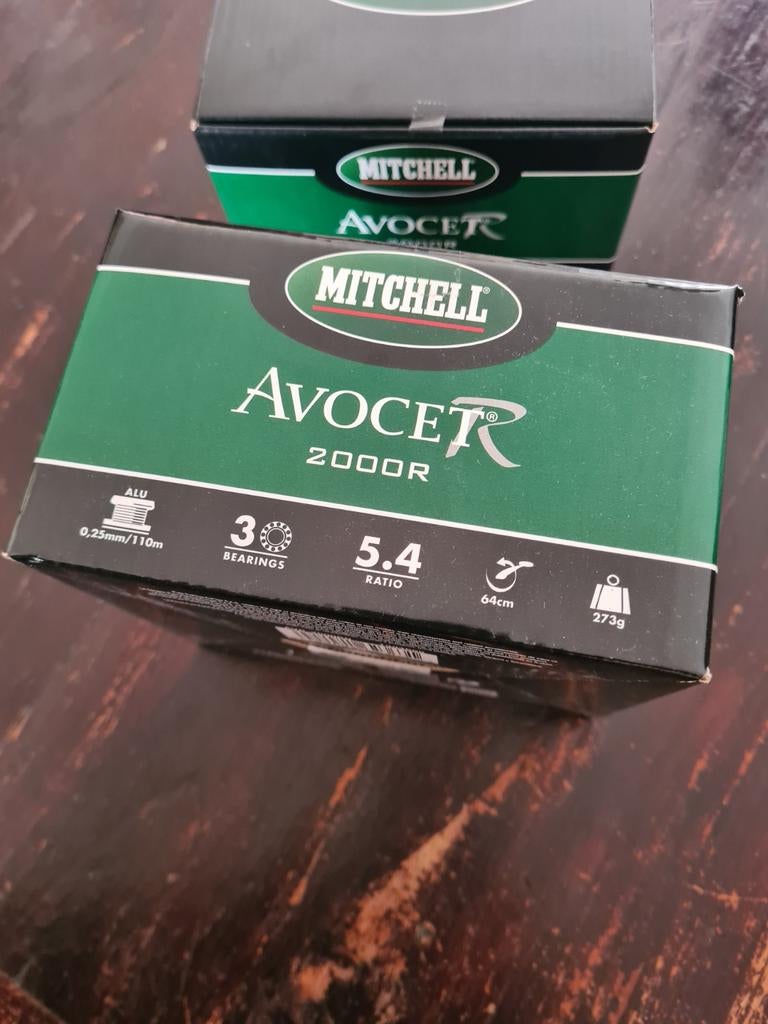 MITCHELL
AVOCET R
MITCHELL®
AVOCET® R
2000R
ALU
0,25mm/110m
3
BEARINGS
5.4
RATIO
64cm
273g